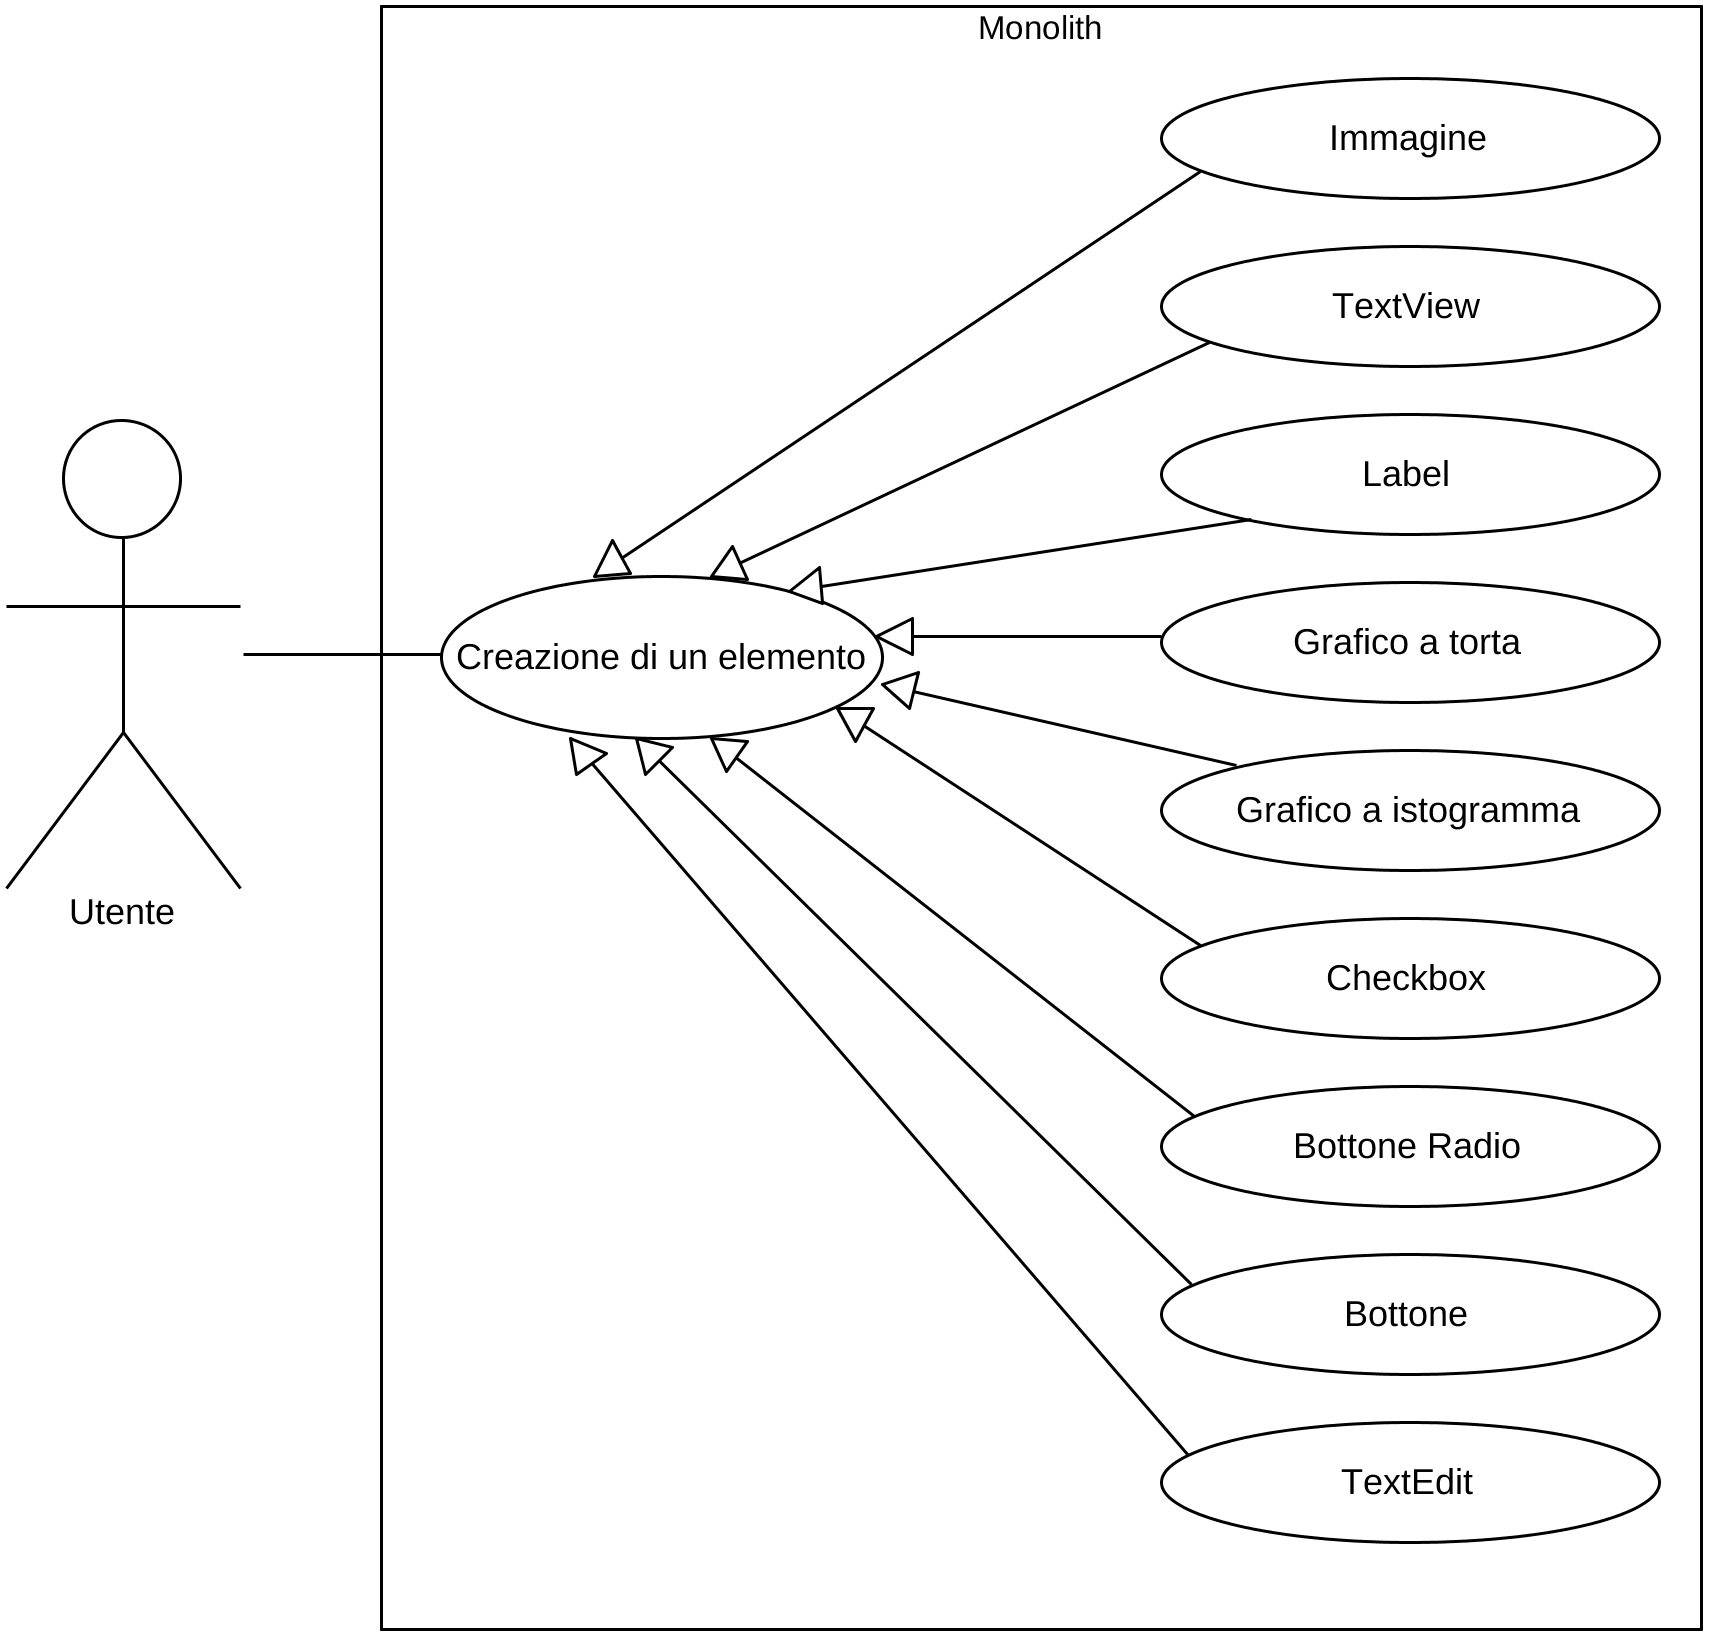 Monolith
Immagine
TextView
Label
Grafico a torta
Creazione di un elemento
Grafico a istogramma
Utente
Checkbox
Bottone Radio
Bottone
TextEdit